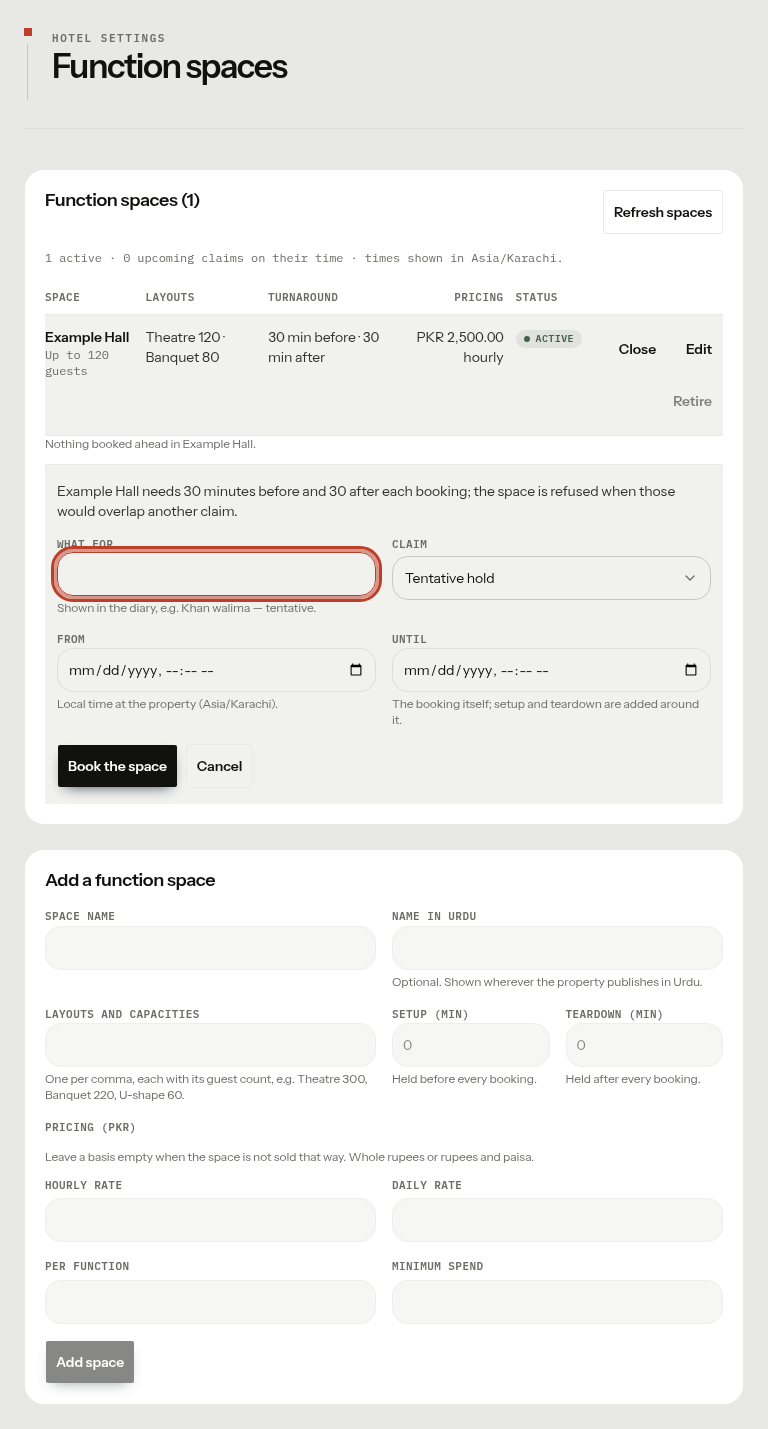 HOTEL SETTINGS
Function spaces
Function spaces (1)
Refresh spaces
1 active · 0 upcoming claims on their time · times shown in Asia/Karachi.
SPACE LAYOUTS TURNAROUND PRICING STATUS
Example Hall Theatre 120 · 30 min before · 30 PKR 2,500.00 ACTIVE Close Edit
Up to 120 Banquet 80 min after hourly
guests
Retire
Nothing booked ahead in Example Hall.
Example Hall needs 30 minutes before and 30 after each booking; the space is refused when those
would overlap another claim.
WHAT FOR CLAIM
Tentative hold
Shown in the diary, e.g. Khan walima — tentative.
FROM UNTIL
mm/dd/yyyy, --:-- -- mm/dd/yyyy, --:-- --
Local time at the property (Asia/Karachi). The booking itself; setup and teardown are added around
it.
Book the space Cancel
Add a function space
SPACE NAME NAME IN URDU
Optional. Shown wherever the property publishes in Urdu.
LAYOUTS AND CAPACITIES SETUP (MIN) TEARDOWN (MIN)
0 0
One per comma, each with its guest count, e.g. Theatre 300, Held before every booking. Held after every booking.
Banquet 220, U-shape 60.
PRICING (PKR)
Leave a basis empty when the space is not sold that way. Whole rupees or rupees and paisa.
HOURLY RATE DAILY RATE
PER FUNCTION MINIMUM SPEND
Add space